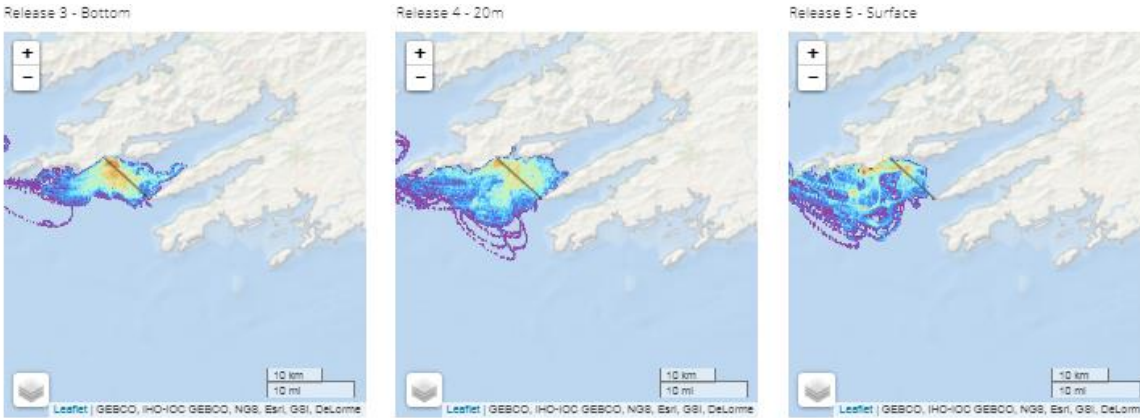 Release 3 - Bottom
Release 4 - 20m
Release 5 - Surface
+
−
+
−
+
−
10 km
10 mi
10 km
10 mi
10 km
10 mi
Leaflet | GEBCO, IHO-IOC GEBCO, NGS, Esri, GSI, DeLorme
Leaflet | GEBCO, IHO-IOC GEBCO, NGS, Esri, GSI, DeLorme
Leaflet | GEBCO, IHO-IOC GEBCO, NGS, Esri, GSI, DeLorme